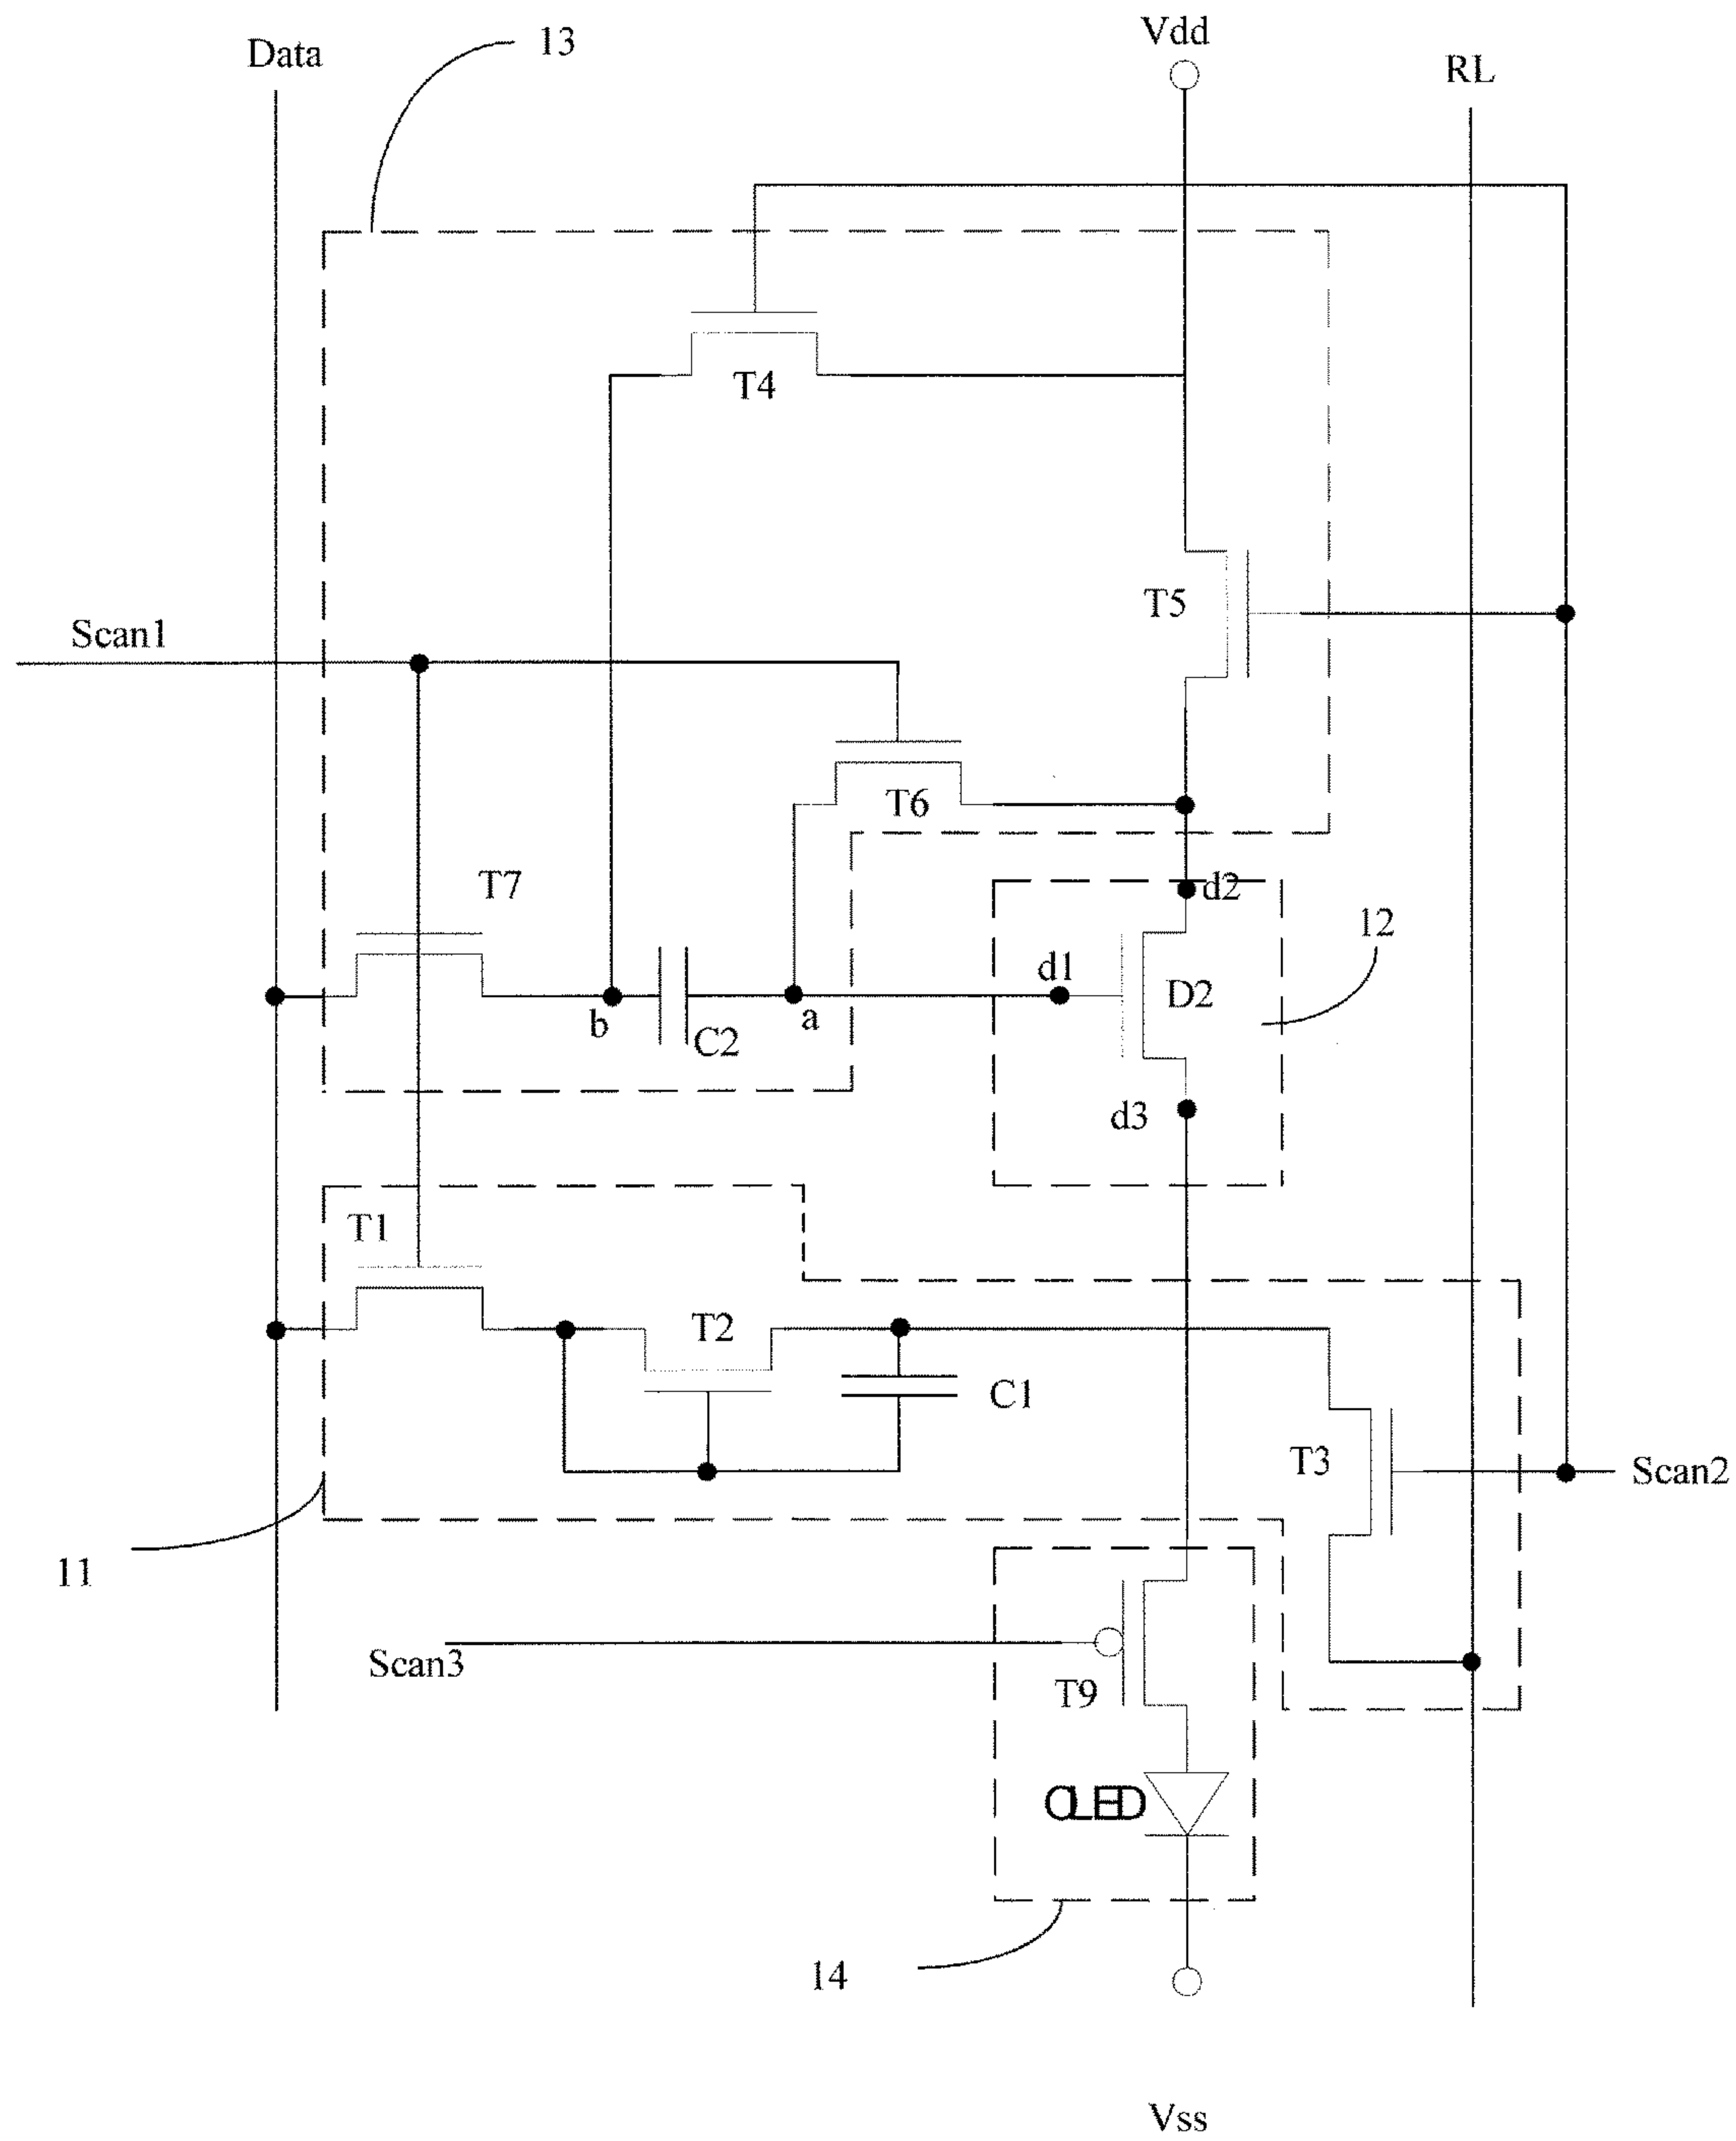 Vdd
13
Data
RL
T4
T5
Scan1
T6
T7
d2
12
d1
D2
b
a
C2
d3
T1
T2
C1
T3
Scan2
11
Scan3
T9
OLED
14
Vss